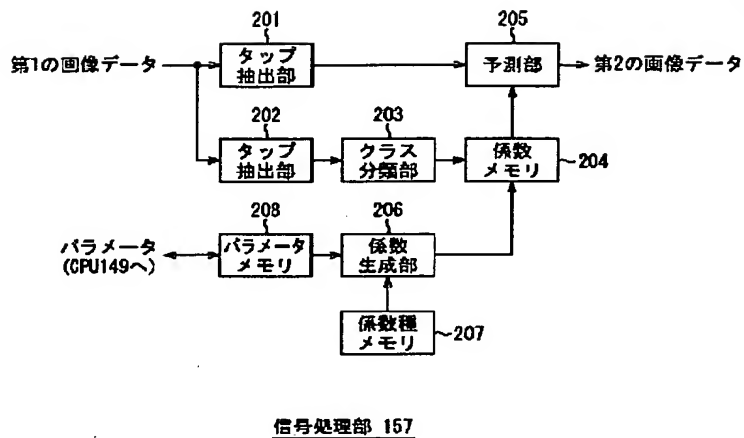 201
205
第1の画像データ
タップ
抽出部
予測部
第2の画像データ
202
203
タップ
抽出部
クラス
分類部
係数
メモリ
204
208
206
パラメータ
(CPU149へ)
パラメータ
メモリ
係数
生成部
係数種
メモリ
207
信号処理部 157